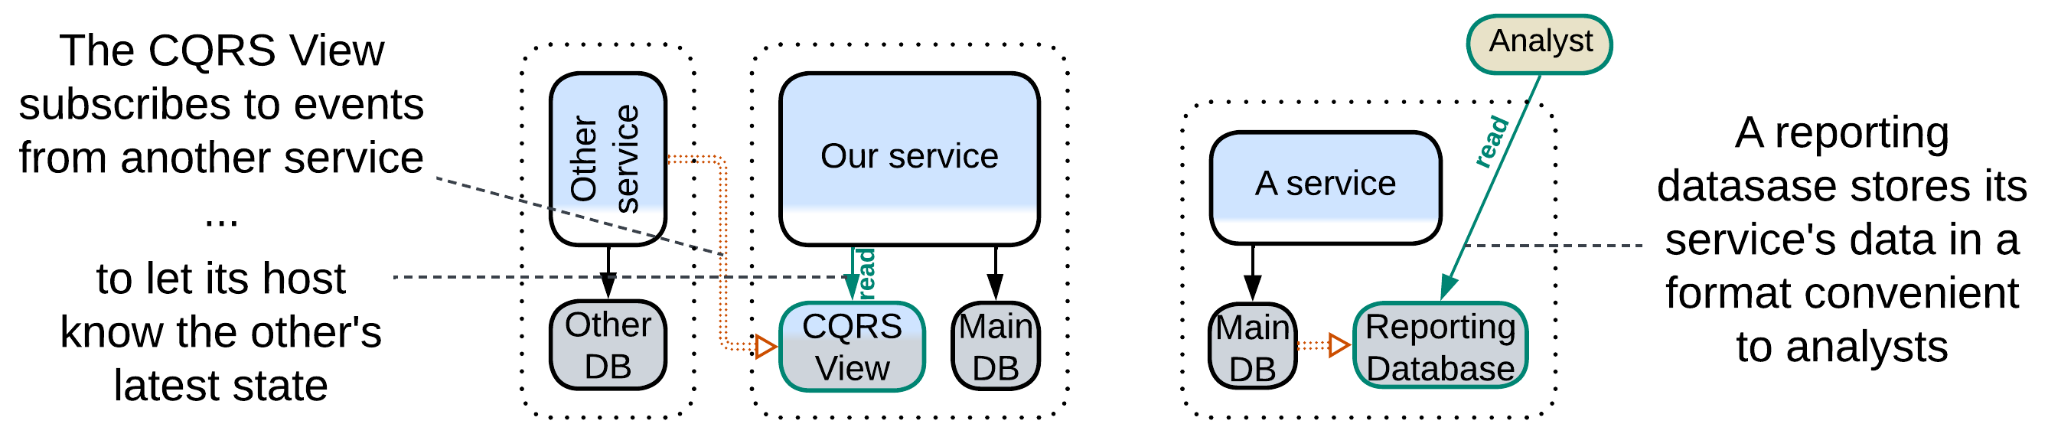 The CQRS View
subscribes to events
from another service
...
to let its host
know the other's
latest state
Other
service
Other
DB
Our service
read
CQRS
View
Main
DB
Analyst
read
A service
Main
DB
Reporting
Database
A reporting
datasase stores its
service's data in a
format convenient
to analysts